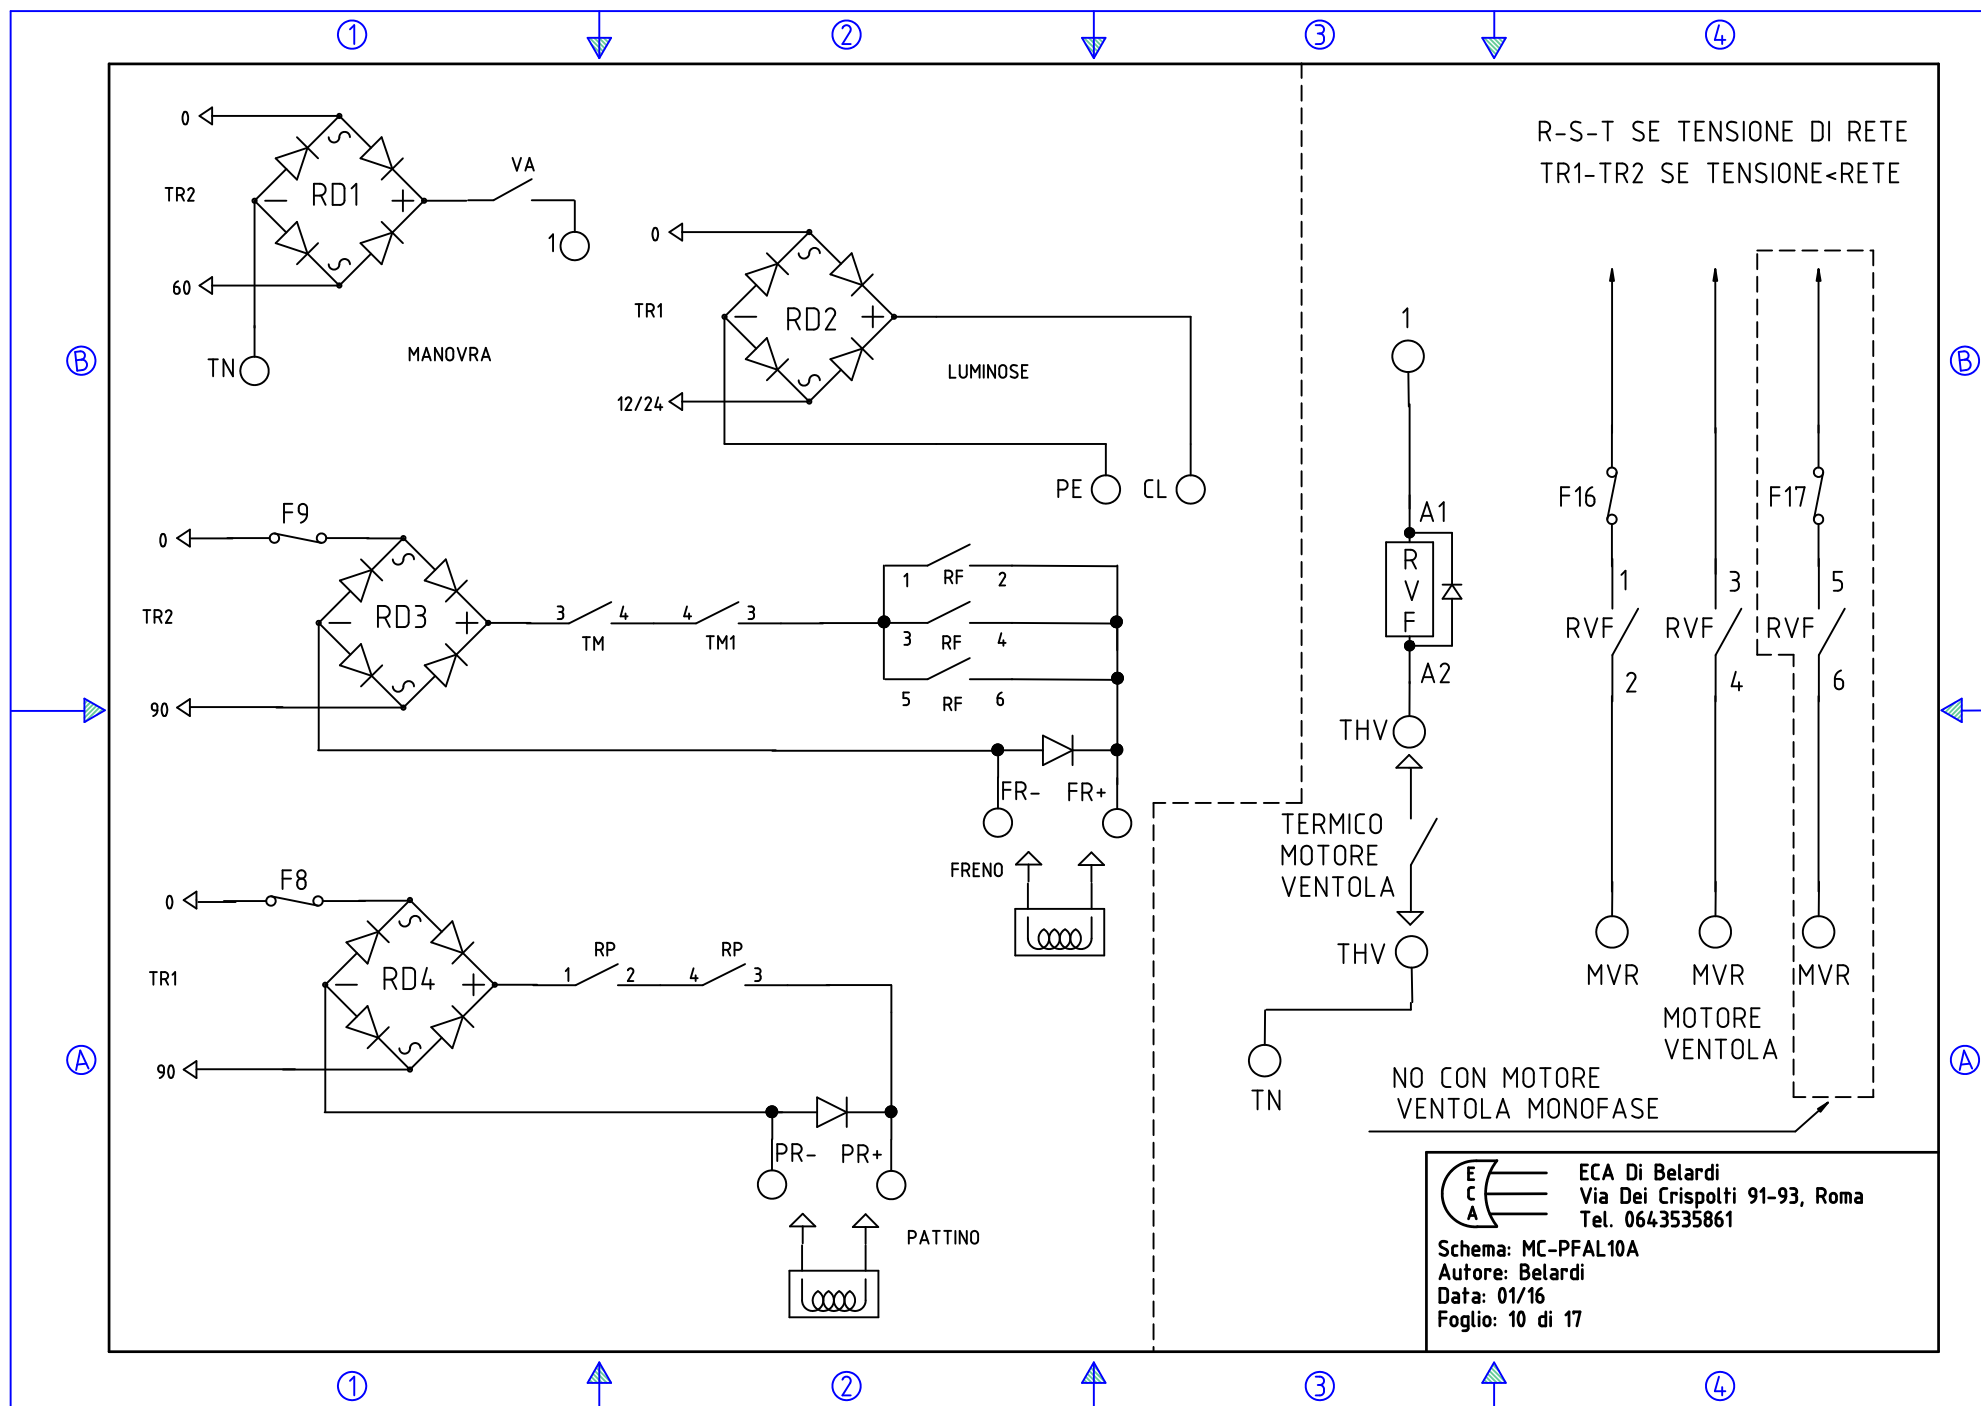 1 2 3 4
R-S-T SE TENSIONE DI RETE
TR1-TR2 SE TENSIONE<RETE
0
TR2
RD1
VA
1
60
TN
MANOVRA
0
TR1
RD2
12/24
LUMINOSE
PE CL
B
B
F9
0
TR2
RD3
90
3 4
TM
4 3
TM1
1 RF 2
3 RF 4
5 RF 6
FR- FR+
FRENO
F8
0
TR1
RD4
90
RP
1 2
RP
4 3
PR- PR+
PATTINO
1
A1
R
V
F
A2
THV
TERMICO
MOTORE
VENTOLA
THV
TN
F16
F17
1 3 5
RVF RVF RVF
2 4 6
MVR MVR MVR
MOTORE
VENTOLA
NO CON MOTORE
VENTOLA MONOFASE
A
A
E
C
A
ECA Di Belardi
Via Dei Crispolti 91-93, Roma
Tel. 0643535861
Schema: MC-PFAL10A
Autore: Belardi
Data: 01/16
Foglio: 10 di 17
1 2 3 4